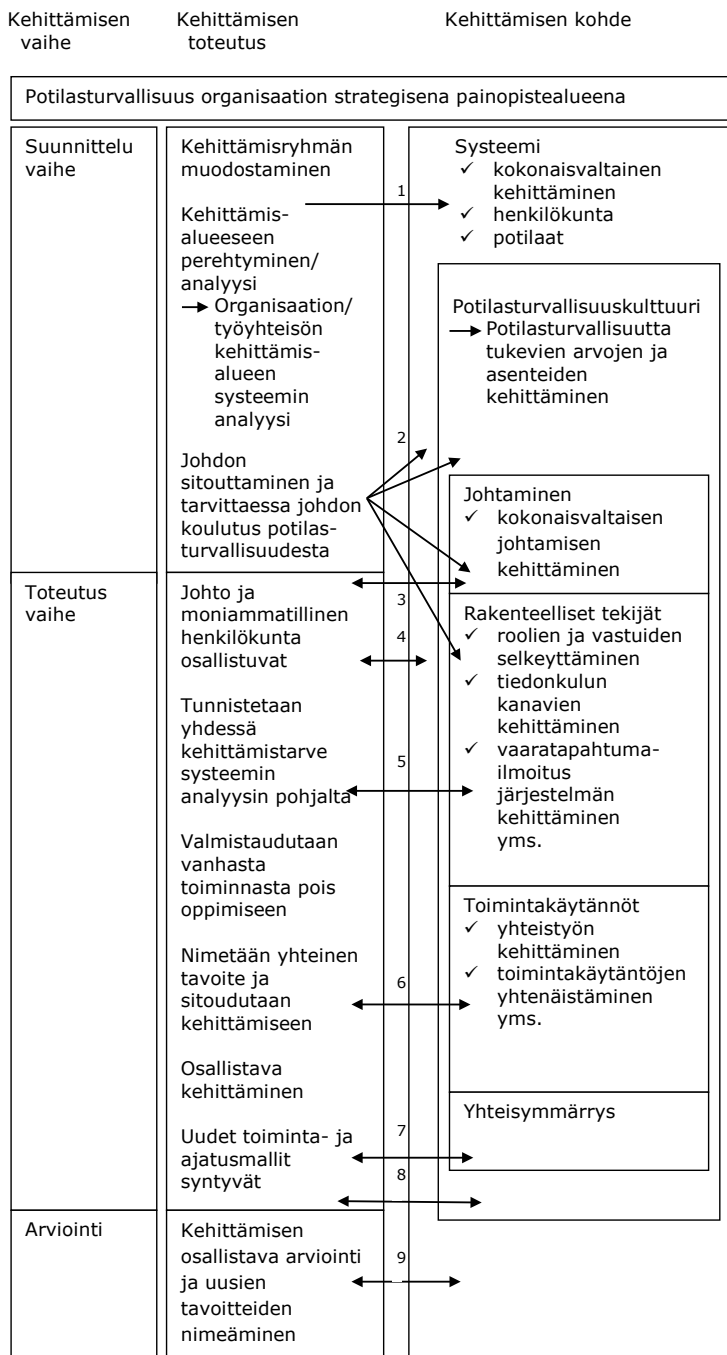 Kehittämisen
vaihe
Kehittämisen
toteutus
Kehittämisen kohde
Potilasturvallisuus organisaation strategisena painopistealueena
Suunnittelu
vaihe
Kehittämisryhmän
muodostaminen
Kehittämis-
alueeseen
perehtyminen/
analyysi
Organisaation/
työyhteisön
kehittämis-
alueen
systeemin
analyysi
Johdon
sitouttaminen ja
tarvittaessa johdon
koulutus potilas-
turvallisuudesta
1
2
Systeemi
✓ kokonaisvaltainen
kehittäminen
✓ henkilökunta
✓ potilaat
Potilasturvallisuuskulttuuri
Potilasturvallisuutta
tukevien arvojen ja
asenteiden
kehittäminen
Johtaminen
✓ kokonaisvaltaisen
johtamisen
kehittäminen
Toteutus
vaihe
Johto ja
moniammatillinen
henkilökunta
osallistuvat
Tunnistetaan
yhdessä
kehittämistarve
systeemin
analyysin pohjalta
Valmistaudutaan
vanhasta
toiminnasta pois
oppimiseen
Nimetään yhteinen
tavoite ja
sitoudutaan
kehittämiseen
Osallistava
kehittäminen
Uudet toiminta- ja
ajatusmallit
syntyvät
3
4
5
6
7
8
Rakenteelliset tekijät
✓ roolien ja vastuiden
selkeyttäminen
✓ tiedonkulun
kanavien
kehittäminen
✓ vaaratapahtuma-
ilmoitus
järjestelmän
kehittäminen
yms.
Toimintakäytännöt
✓ yhteistyön
kehittäminen
✓ toimintakäytäntöjen
yhtenäistäminen
yms.
Yhteisymmärrys
Arviointi
Kehittämisen
osallistava arviointi
ja uusien
tavoitteiden
nimeäminen
9